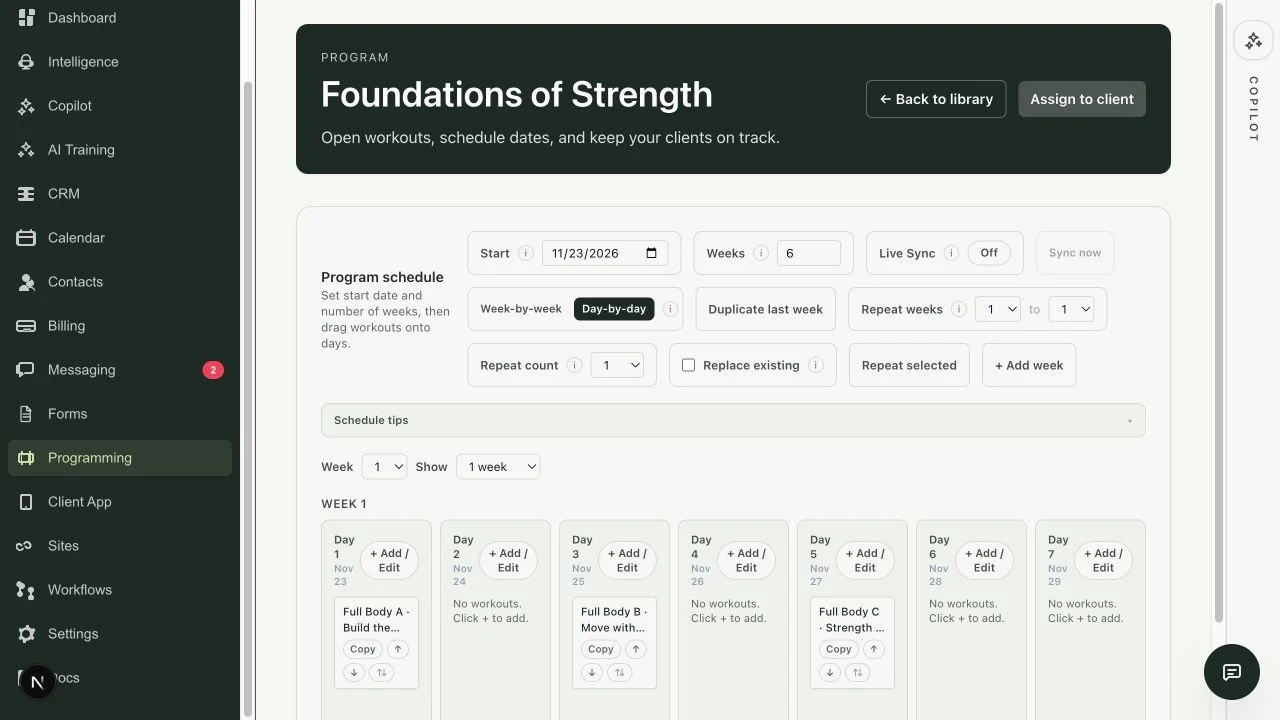 Dashboard
Intelligence
Copilot
AI Training
CRM
Calendar
Contacts
Billing
Messaging
2
Forms
Programming
Client App
Sites
Workflows
Settings
ocs
N
PROGRAM
Foundations of Strength
Open workouts, schedule dates, and keep your clients on track.
← Back to library
Assign to client
COPILOT
Program schedule
Set start date and
number of weeks, then
drag workouts onto
days.
Start i 11/23/2026
Weeks i 6
Live Sync i Off
Sync now
Week-by-week Day-by-day i
Duplicate last week
Repeat weeks i 1 to 1
Repeat count i 1
Replace existing i
Repeat selected
+ Add week
Schedule tips
Week 1 Show 1 week
WEEK 1
Day
1
Nov
23
+ Add /
Edit
Full Body A ·
Build the...
Copy ↑
↓ ↑↓
Day
2
Nov
24
+ Add /
Edit
No workouts.
Click + to add.
Day
3
Nov
25
+ Add /
Edit
Full Body B ·
Move with...
Copy ↑
↓ ↑↓
Day
4
Nov
26
+ Add /
Edit
No workouts.
Click + to add.
Day
5
Nov
27
+ Add /
Edit
Full Body C
· Strength ...
Copy ↑
↓ ↑↓
Day
6
Nov
28
+ Add /
Edit
No workouts.
Click + to add.
Day
7
Nov
29
+ Add /
Edit
No workouts.
Click + to add.